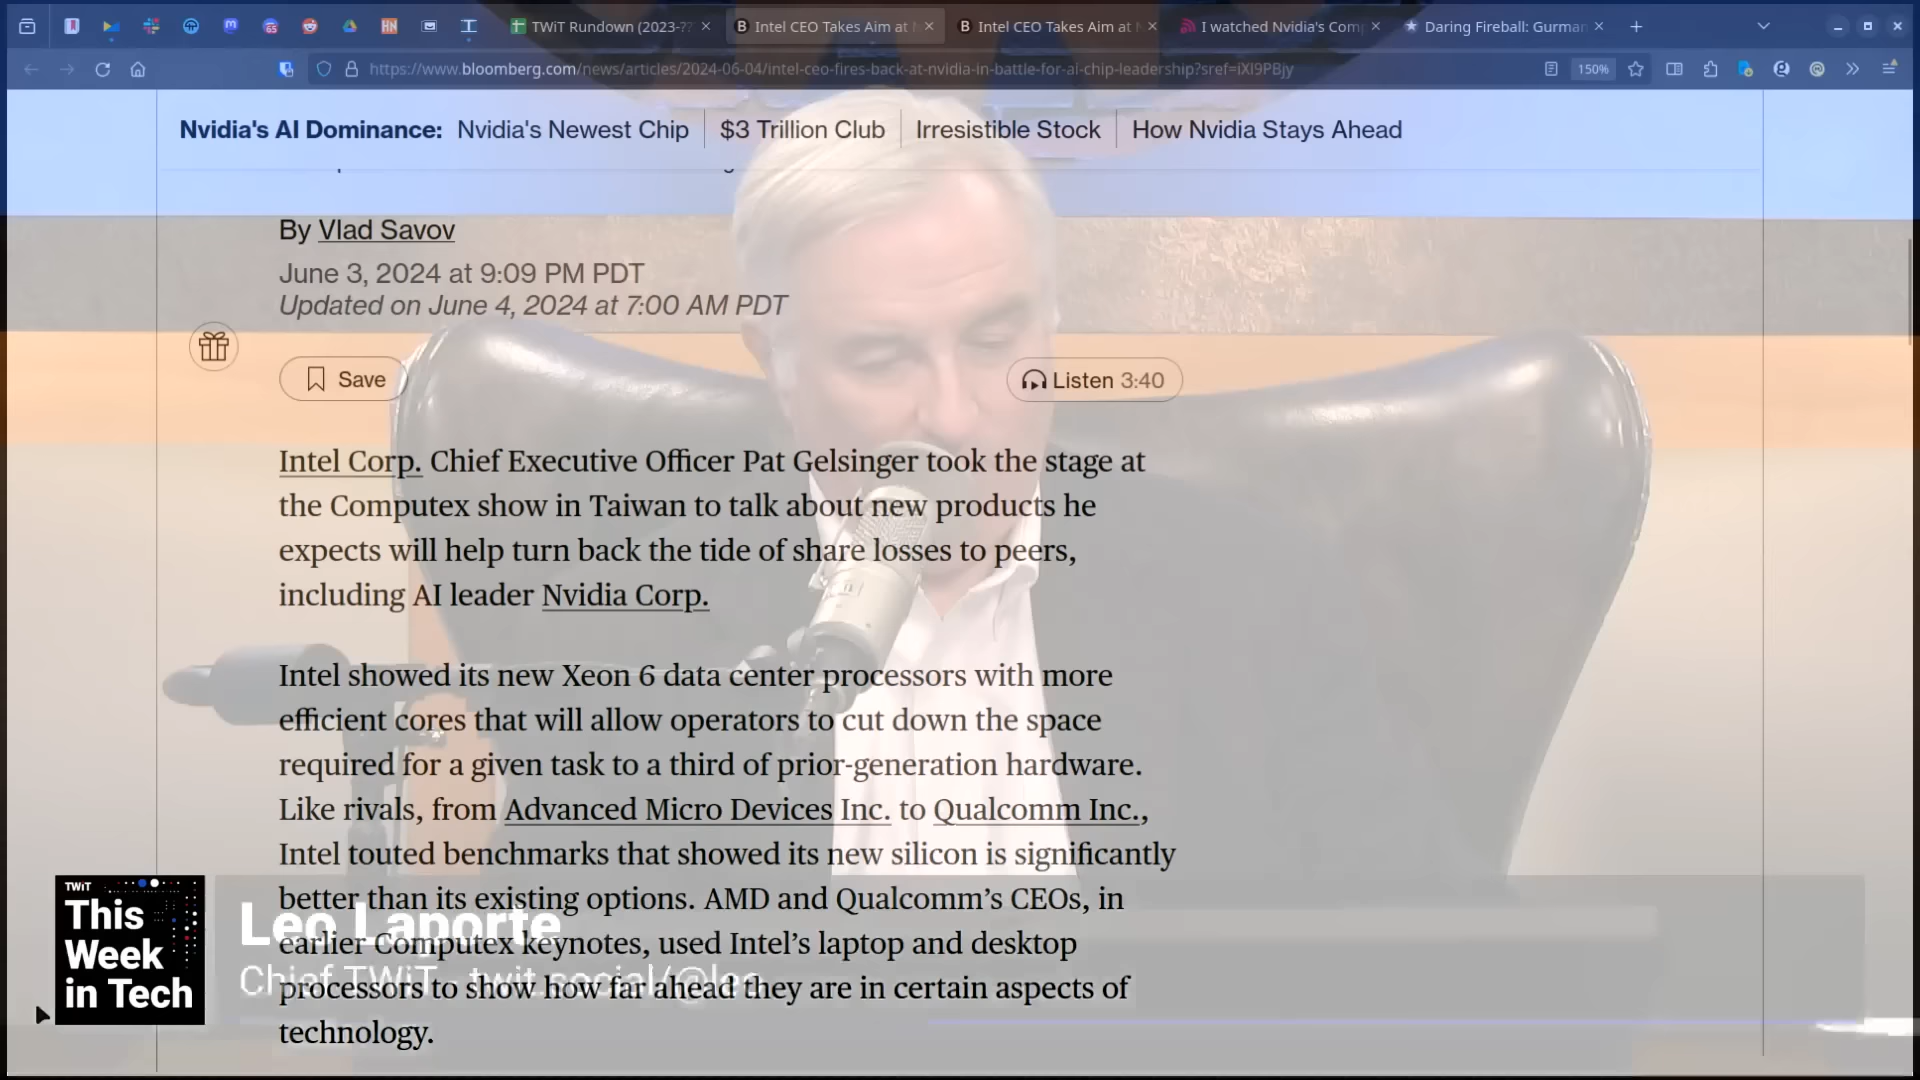 TWiT Rundown (2023-??
Intel CEO Takes Aim at N
Intel CEO Takes Aim at N
I watched Nvidia's Comp
Daring Fireball: Gurman
https://www.bloomberg.com/news/articles/2024-06-04/intel-ceo-fires-back-at-nvidia-in-battle-for-ai-chip-leadership?sref=iXI9PBjy
150%
Nvidia's AI Dominance: Nvidia's Newest Chip $3 Trillion Club Irresistible Stock How Nvidia Stays Ahead
By Vlad Savov
June 3, 2024 at 9:09 PM PDT
Updated on June 4, 2024 at 7:00 AM PDT
Save
Listen 3:40
Intel Corp. Chief Executive Officer Pat Gelsinger took the stage at
the Computex show in Taiwan to talk about new products he
expects will help turn back the tide of share losses to peers,
including AI leader Nvidia Corp.
Intel showed its new Xeon 6 data center processors with more
efficient cores that will allow operators to cut down the space
required for a given task to a third of prior-generation hardware.
Like rivals, from Advanced Micro Devices Inc. to Qualcomm Inc.,
Intel touted benchmarks that showed its new silicon is significantly
better than its existing options. AMD and Qualcomm's CEOs, in
earlier Computex keynotes, used Intel's laptop and desktop
processors to show how far ahead they are in certain aspects of
technology.
TWiT
This
Week
in Tech
Leo Laporte
Chief TWiT - twit.social/@leo